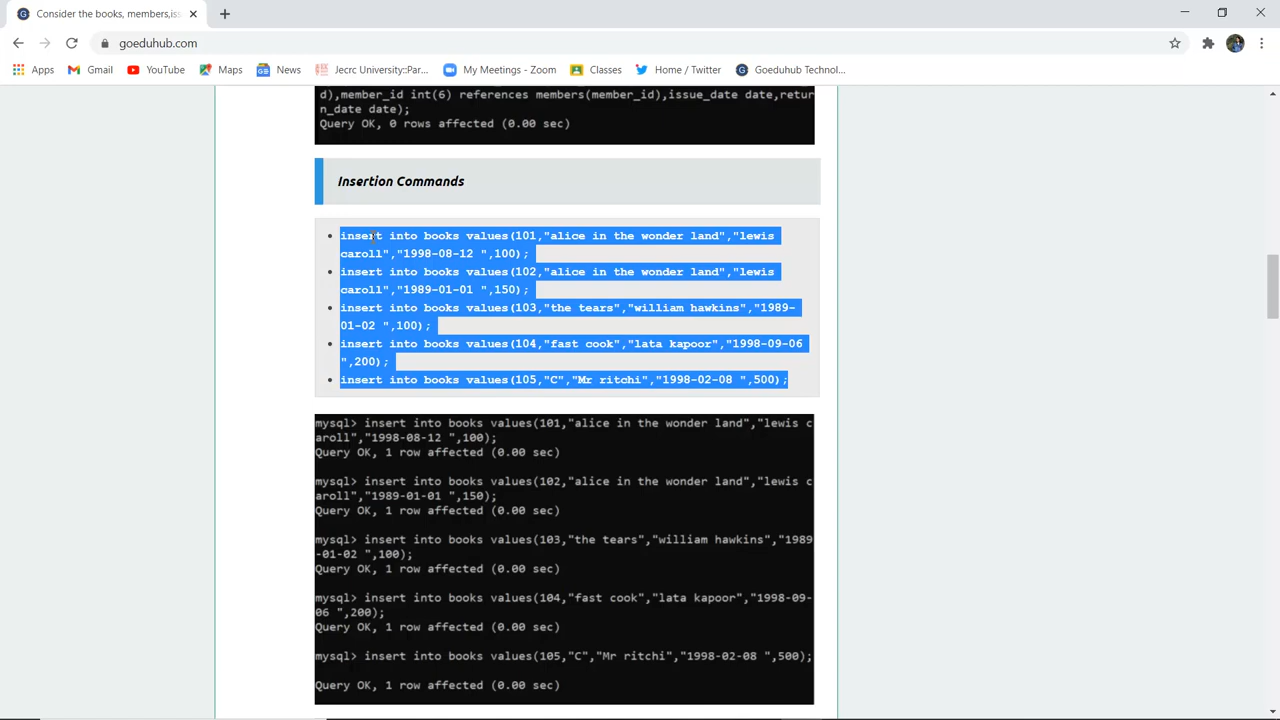 Consider the books, members,iss
goeduhub.com
Apps
Gmail
YouTube
Maps
News
Jecrc University::Par...
My Meetings - Zoom
Classes
Home / Twitter
Goeduhub Technol...
d),member_id int(6) references members(member_id),issue_date date,retur
n_date date);
Query OK, 0 rows affected (0.00 sec)
Insertion Commands
• insert into books values(101,"alice in the wonder land","lewis
caroll","1998-08-12 ",100);
• insert into books values(102,"alice in the wonder land","lewis
caroll","1989-01-01 ",150);
• insert into books values(103,"the tears","william hawkins","1989-
01-02 ",100);
• insert into books values(104,"fast cook","lata kapoor","1998-09-06
",200);
• insert into books values(105,"C","Mr ritchi","1998-02-08 ",500);
mysql> insert into books values(101,"alice in the wonder land","lewis c
aroll","1998-08-12 ",100);
Query OK, 1 row affected (0.00 sec)
mysql> insert into books values(102,"alice in the wonder land","lewis c
aroll","1989-01-01 ",150);
Query OK, 1 row affected (0.00 sec)
mysql> insert into books values(103,"the tears","william hawkins","1989
-01-02 ",100);
Query OK, 1 row affected (0.00 sec)
mysql> insert into books values(104,"fast cook","lata kapoor","1998-09-
06 ",200);
Query OK, 1 row affected (0.00 sec)
mysql> insert into books values(105,"C","Mr ritchi","1998-02-08 ",500);
Query OK, 1 row affected (0.00 sec)